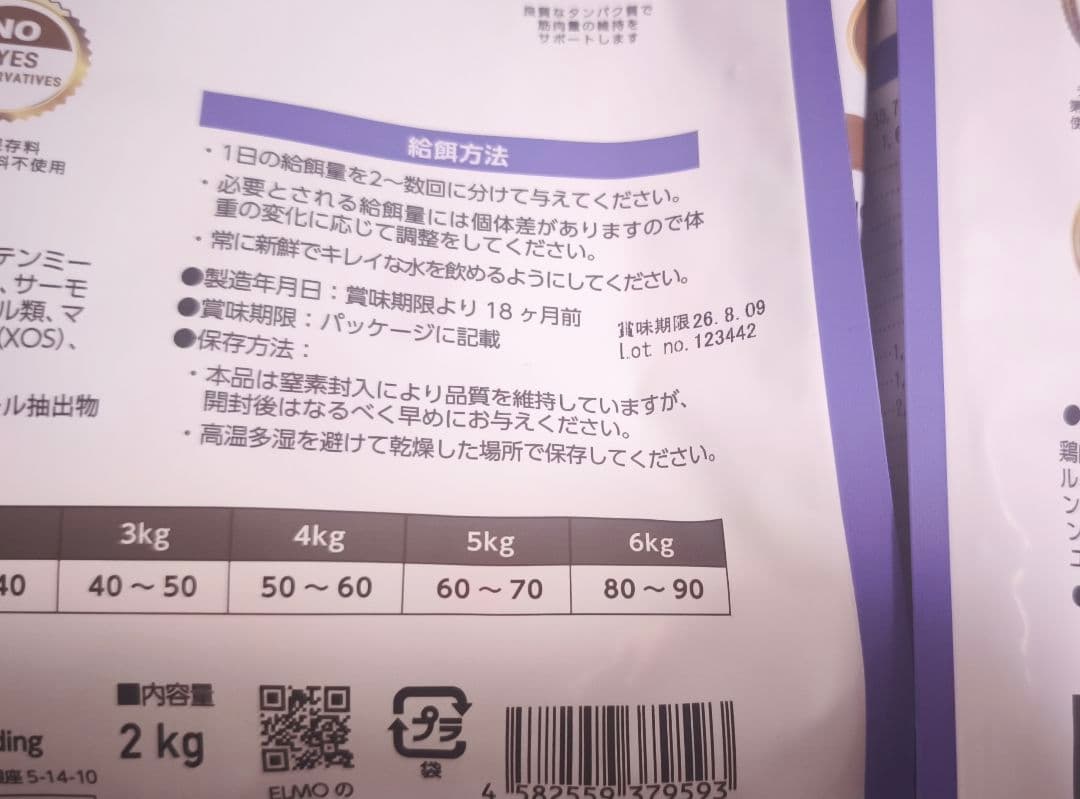 良質なタンパク質で
筋肉量の維持を
サポートします
NO
YES
RVATIVES
保存料
料不使用
給餌方法
・1日の給餌量を2〜数回に分けて与えてください。
・必要とされる給餌量には個体差がありますので体
重の変化に応じて調整をしてください。
・常に新鮮でキレイな水を飲めるようにしてください。
●製造年月日：賞味期限より 18 ヶ月前
●賞味期限：パッケージに記載
賞味期限26.8.09
Lot no.123442
●保存方法：
・本品は窒素封入により品質を維持していますが、
開封後はなるべく早めにお与えください。
・高温多湿を避けて乾燥した場所で保存してください。
テンミー
、サーモ
ル類、マ
(XOS)、
ル抽出物
3kg 4kg 5kg 6kg
40 40〜50 50〜60 60〜70 80〜90
■内容量
2 kg
ding
座 5-14-10
プラ
袋
ELMO の
4 582559 379593